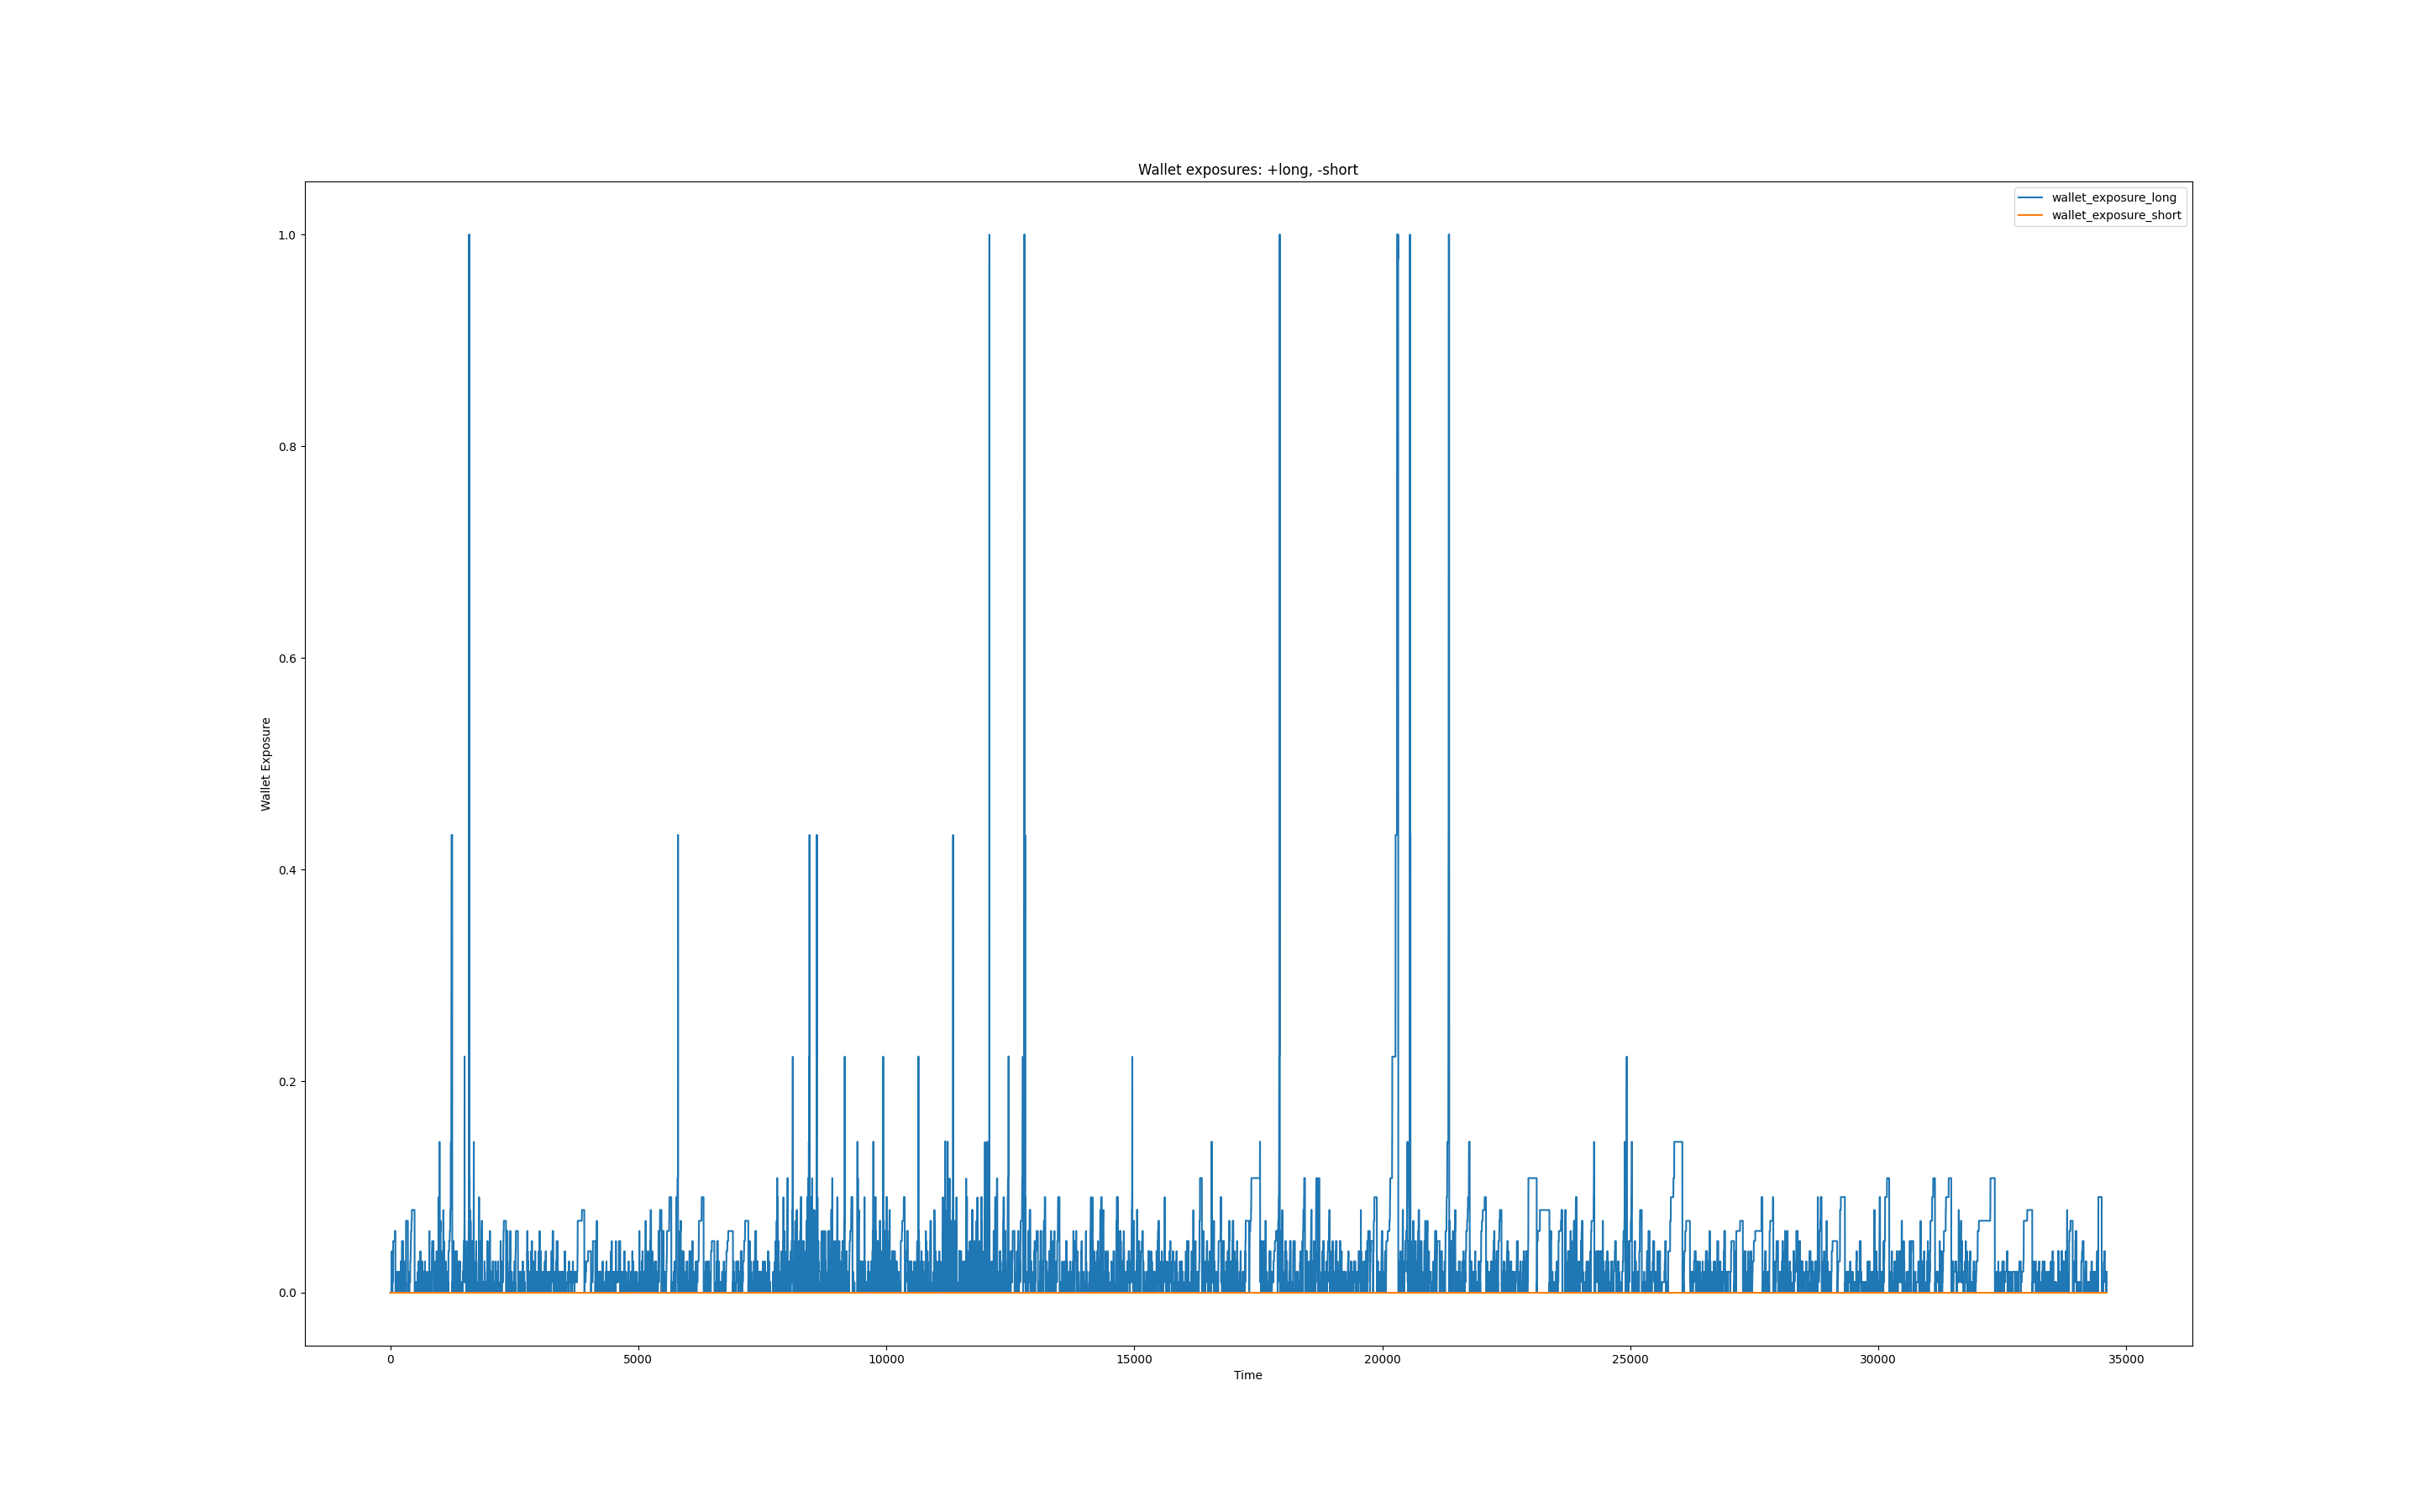 Wallet exposures: +long, -short
wallet_exposure_long
wallet_exposure_short
1.0
0.8
0.6
0.4
0.2
0.0
Wallet Exposure
0 5000 10000 15000 20000 25000 30000 35000
Time